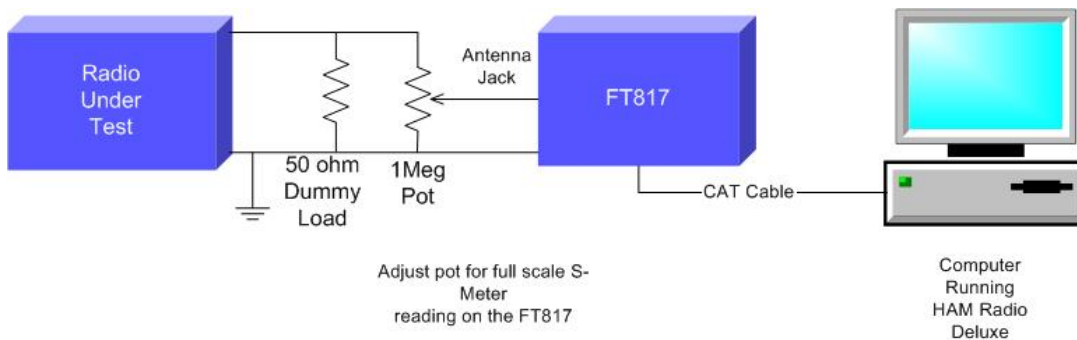 Radio
Under
Test
50 ohm
Dummy
Load
1Meg
Pot
Antenna
Jack
FT817
CAT Cable
Adjust pot for full scale S-
Meter
reading on the FT817
Computer
Running
HAM Radio
Deluxe